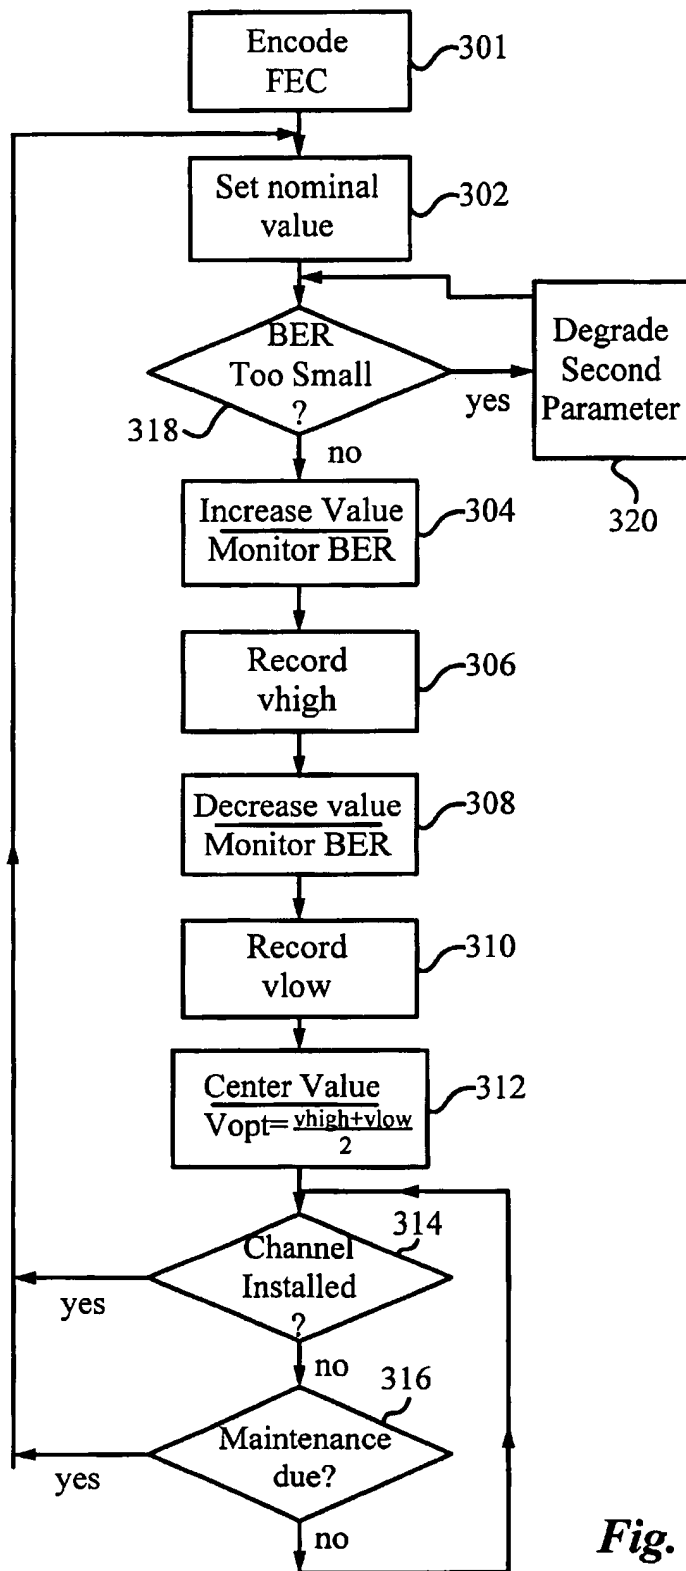 Encode
FEC
301
Set nominal
value
302
BER
Too Small
?
318
yes
no
Degrade
Second
Parameter
320
Increase Value
Monitor BER
304
Record
vhigh
306
Decrease value
Monitor BER
308
Record
vlow
310
Center Value
Vopt=vhigh+vlow/2
312
Channel
Installed
?
314
yes
no
Maintenance
due?
316
yes
no
Fig.